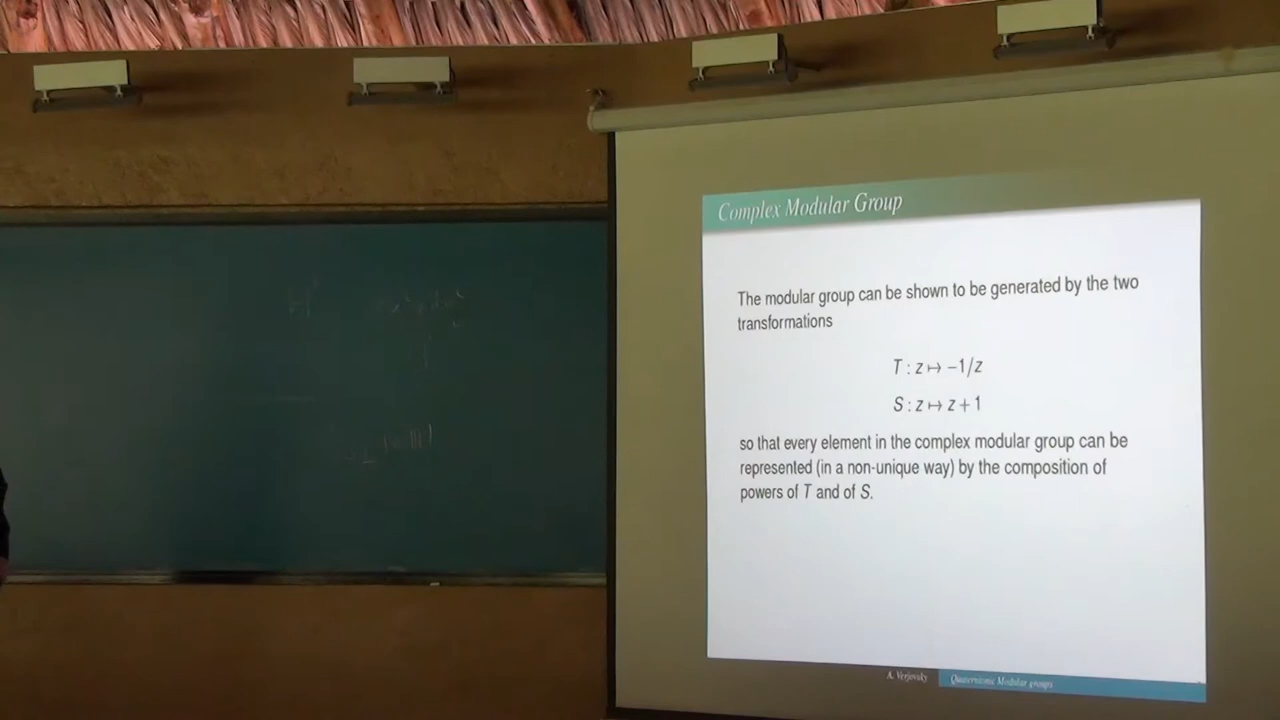 Complex Modular Group
The modular group can be shown to be generated by the two
transformations
T : z ↦ −1/z
S : z ↦ z + 1
so that every element in the complex modular group can be
represented (in a non-unique way) by the composition of
powers of T and of S.
A. Verjovsky
Quaternionic Modular groups